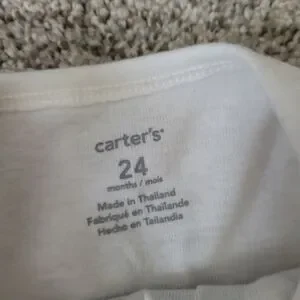 carter's
24
months / mois
Made in Thailand
Fabriqué en Thaïlande
Hecho en Tailandia